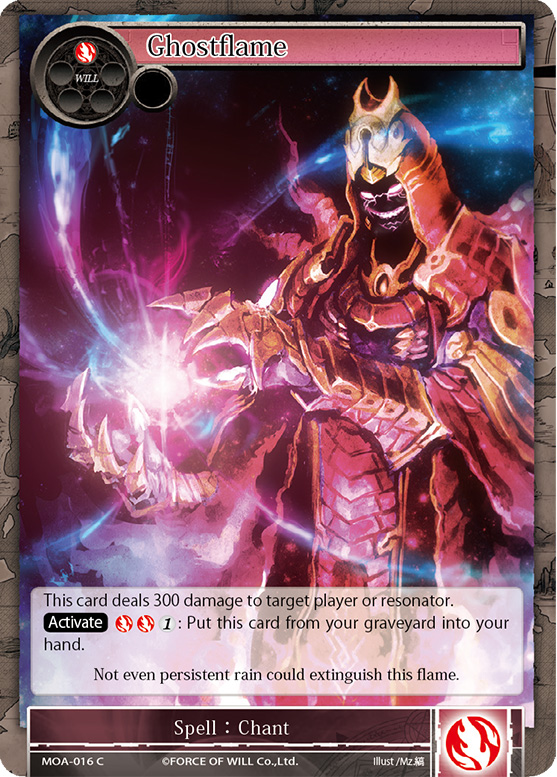 Ghostflame
WILL
This card deals 300 damage to target player or resonator.
Activate 1 : Put this card from your graveyard into your
hand.
Not even persistent rain could extinguish this flame.
Spell : Chant
MOA-016 C ©FORCE OF WILL Co.,Ltd. Illust /Mz.縞